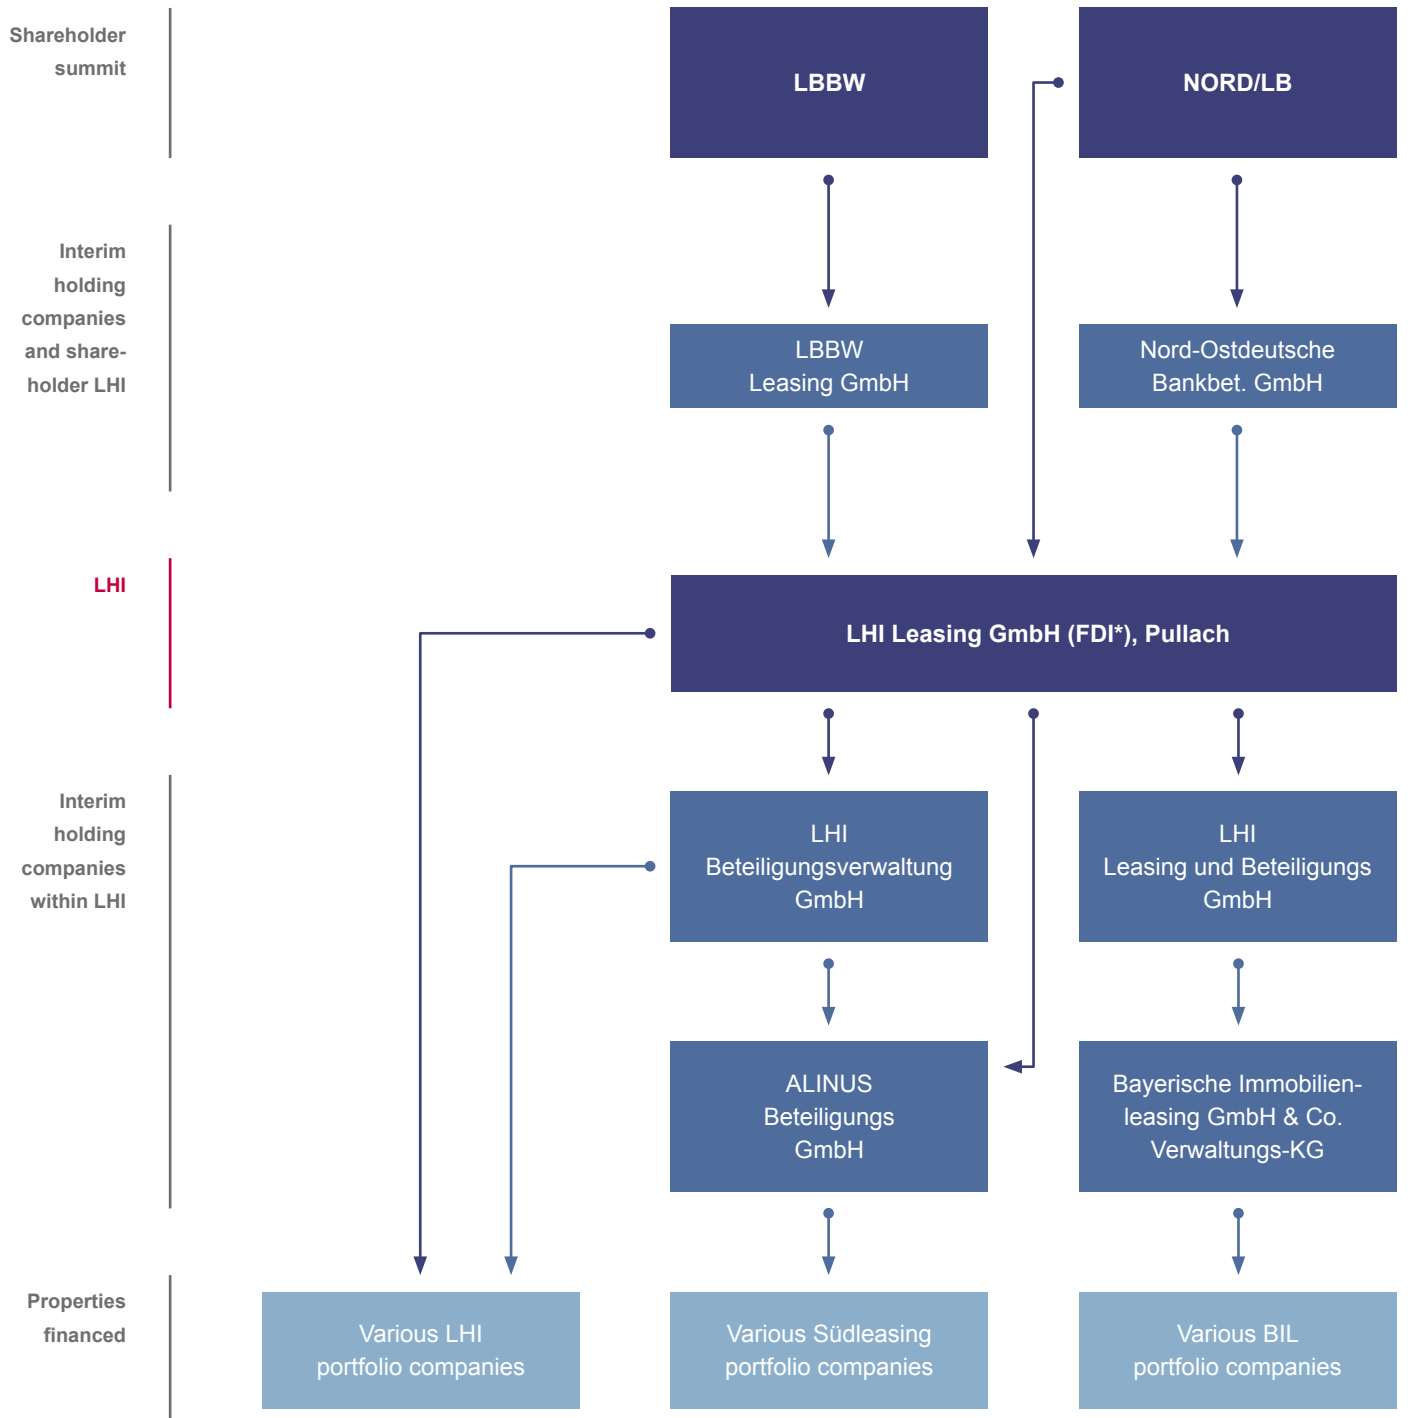 Shareholder
summit
LBBW
NORD/LB
Interim
holding
companies
and share-
holder LHI
LBBW
Leasing GmbH
Nord-Ostdeutsche
Bankbet. GmbH
LHI
LHI Leasing GmbH (FDI*), Pullach
Interim
holding
companies
within LHI
LHI
Beteiligungsverwaltung
GmbH
LHI
Leasing und Beteiligungs
GmbH
ALINUS
Beteiligungs
GmbH
Bayerische Immobilien-
leasing GmbH & Co.
Verwaltungs-KG
Properties
financed
Various LHI
portfolio companies
Various Südleasing
portfolio companies
Various BIL
portfolio companies